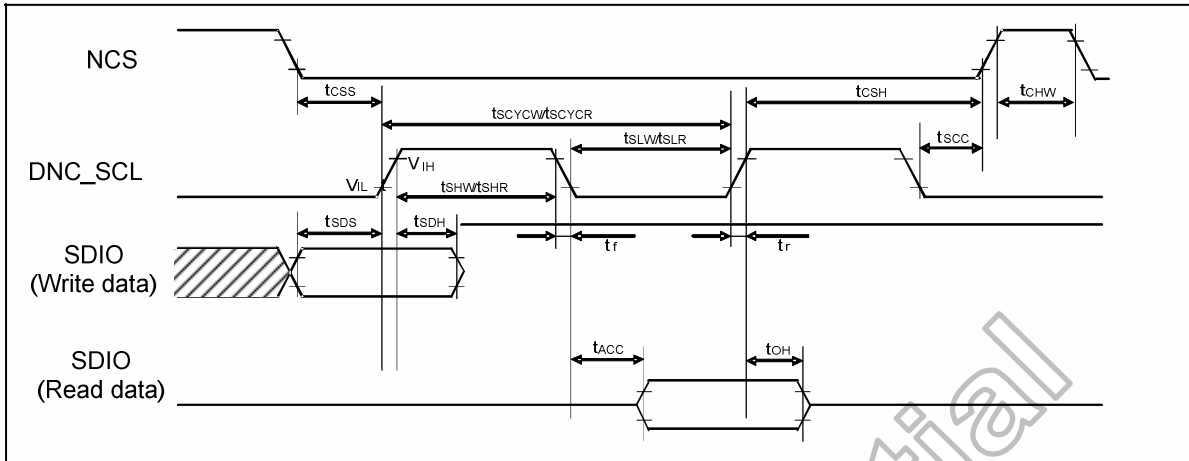 NCS
tCSS
tCSH
tCHW
tSCYCW/tSCYCR
tSLW/tSLR
tSCC
DNC_SCL
VIH
VIL
tSHW/tSHR
tSDS
tSDH
tf
tr
SDIO
(Write data)
tACC
tOH
SDIO
(Read data)
tial